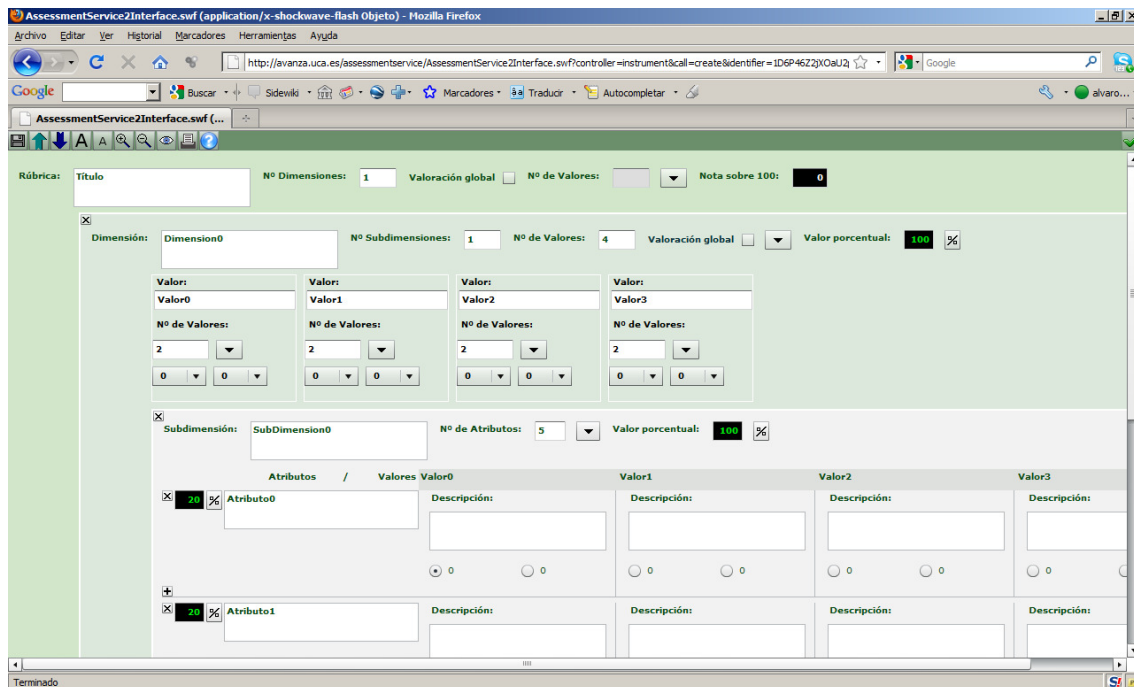 AssessmentService2Interface.swf (application/x-shockwave-flash Objeto) - Mozilla Firefox
Archivo Editar Ver Historial Marcadores Herramientas Ayuda
http://avanza.uca.es/assessmentservice/AssessmentService2Interface.swf?controller=instrument&call=create&identifier=1D6P46Z2jXOaU2j Google
Google Buscar Sidewiki Marcadores Traducir Autocompletar alvaro...
AssessmentService2Interface.swf (...
A A
Rúbrica: Título Nº Dimensiones: 1 Valoración global Nº de Valores: Nota sobre 100: 0
Dimensión: Dimension0 Nº Subdimensiones: 1 Nº de Valores: 4 Valoración global Valor porcentual: 100 %
Valor: Valor: Valor: Valor:
Valor0 Valor1 Valor2 Valor3
Nº de Valores: Nº de Valores: Nº de Valores: Nº de Valores:
2 2 2 2
0 0 0 0 0 0 0 0
Subdimensión: SubDimension0 Nº de Atributos: 5 Valor porcentual: 100 %
Atributos / Valores Valor0 Valor1 Valor2 Valor3
20 % Atributo0 Descripción: Descripción: Descripción: Descripción:
0 0 0 0 0 0 0
20 % Atributo1 Descripción: Descripción: Descripción: Descripción:
Terminado